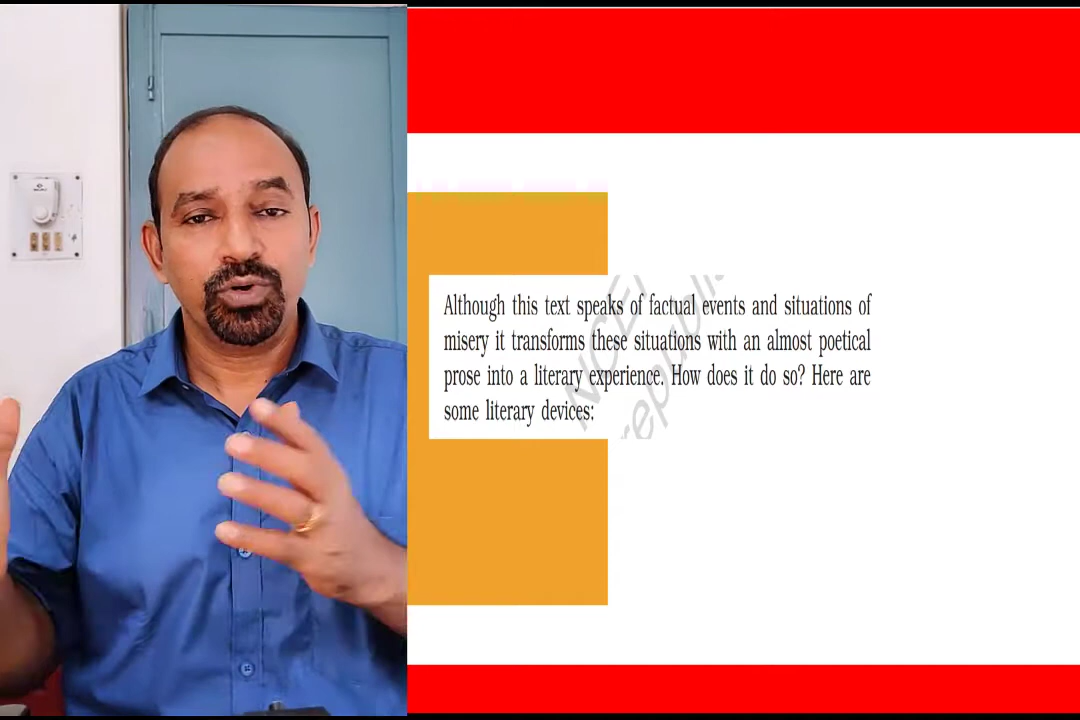 Although this text speaks of factual events and situations of
misery it transforms these situations with an almost poetical
prose into a literary experience. How does it do so? Here are
some literary devices: